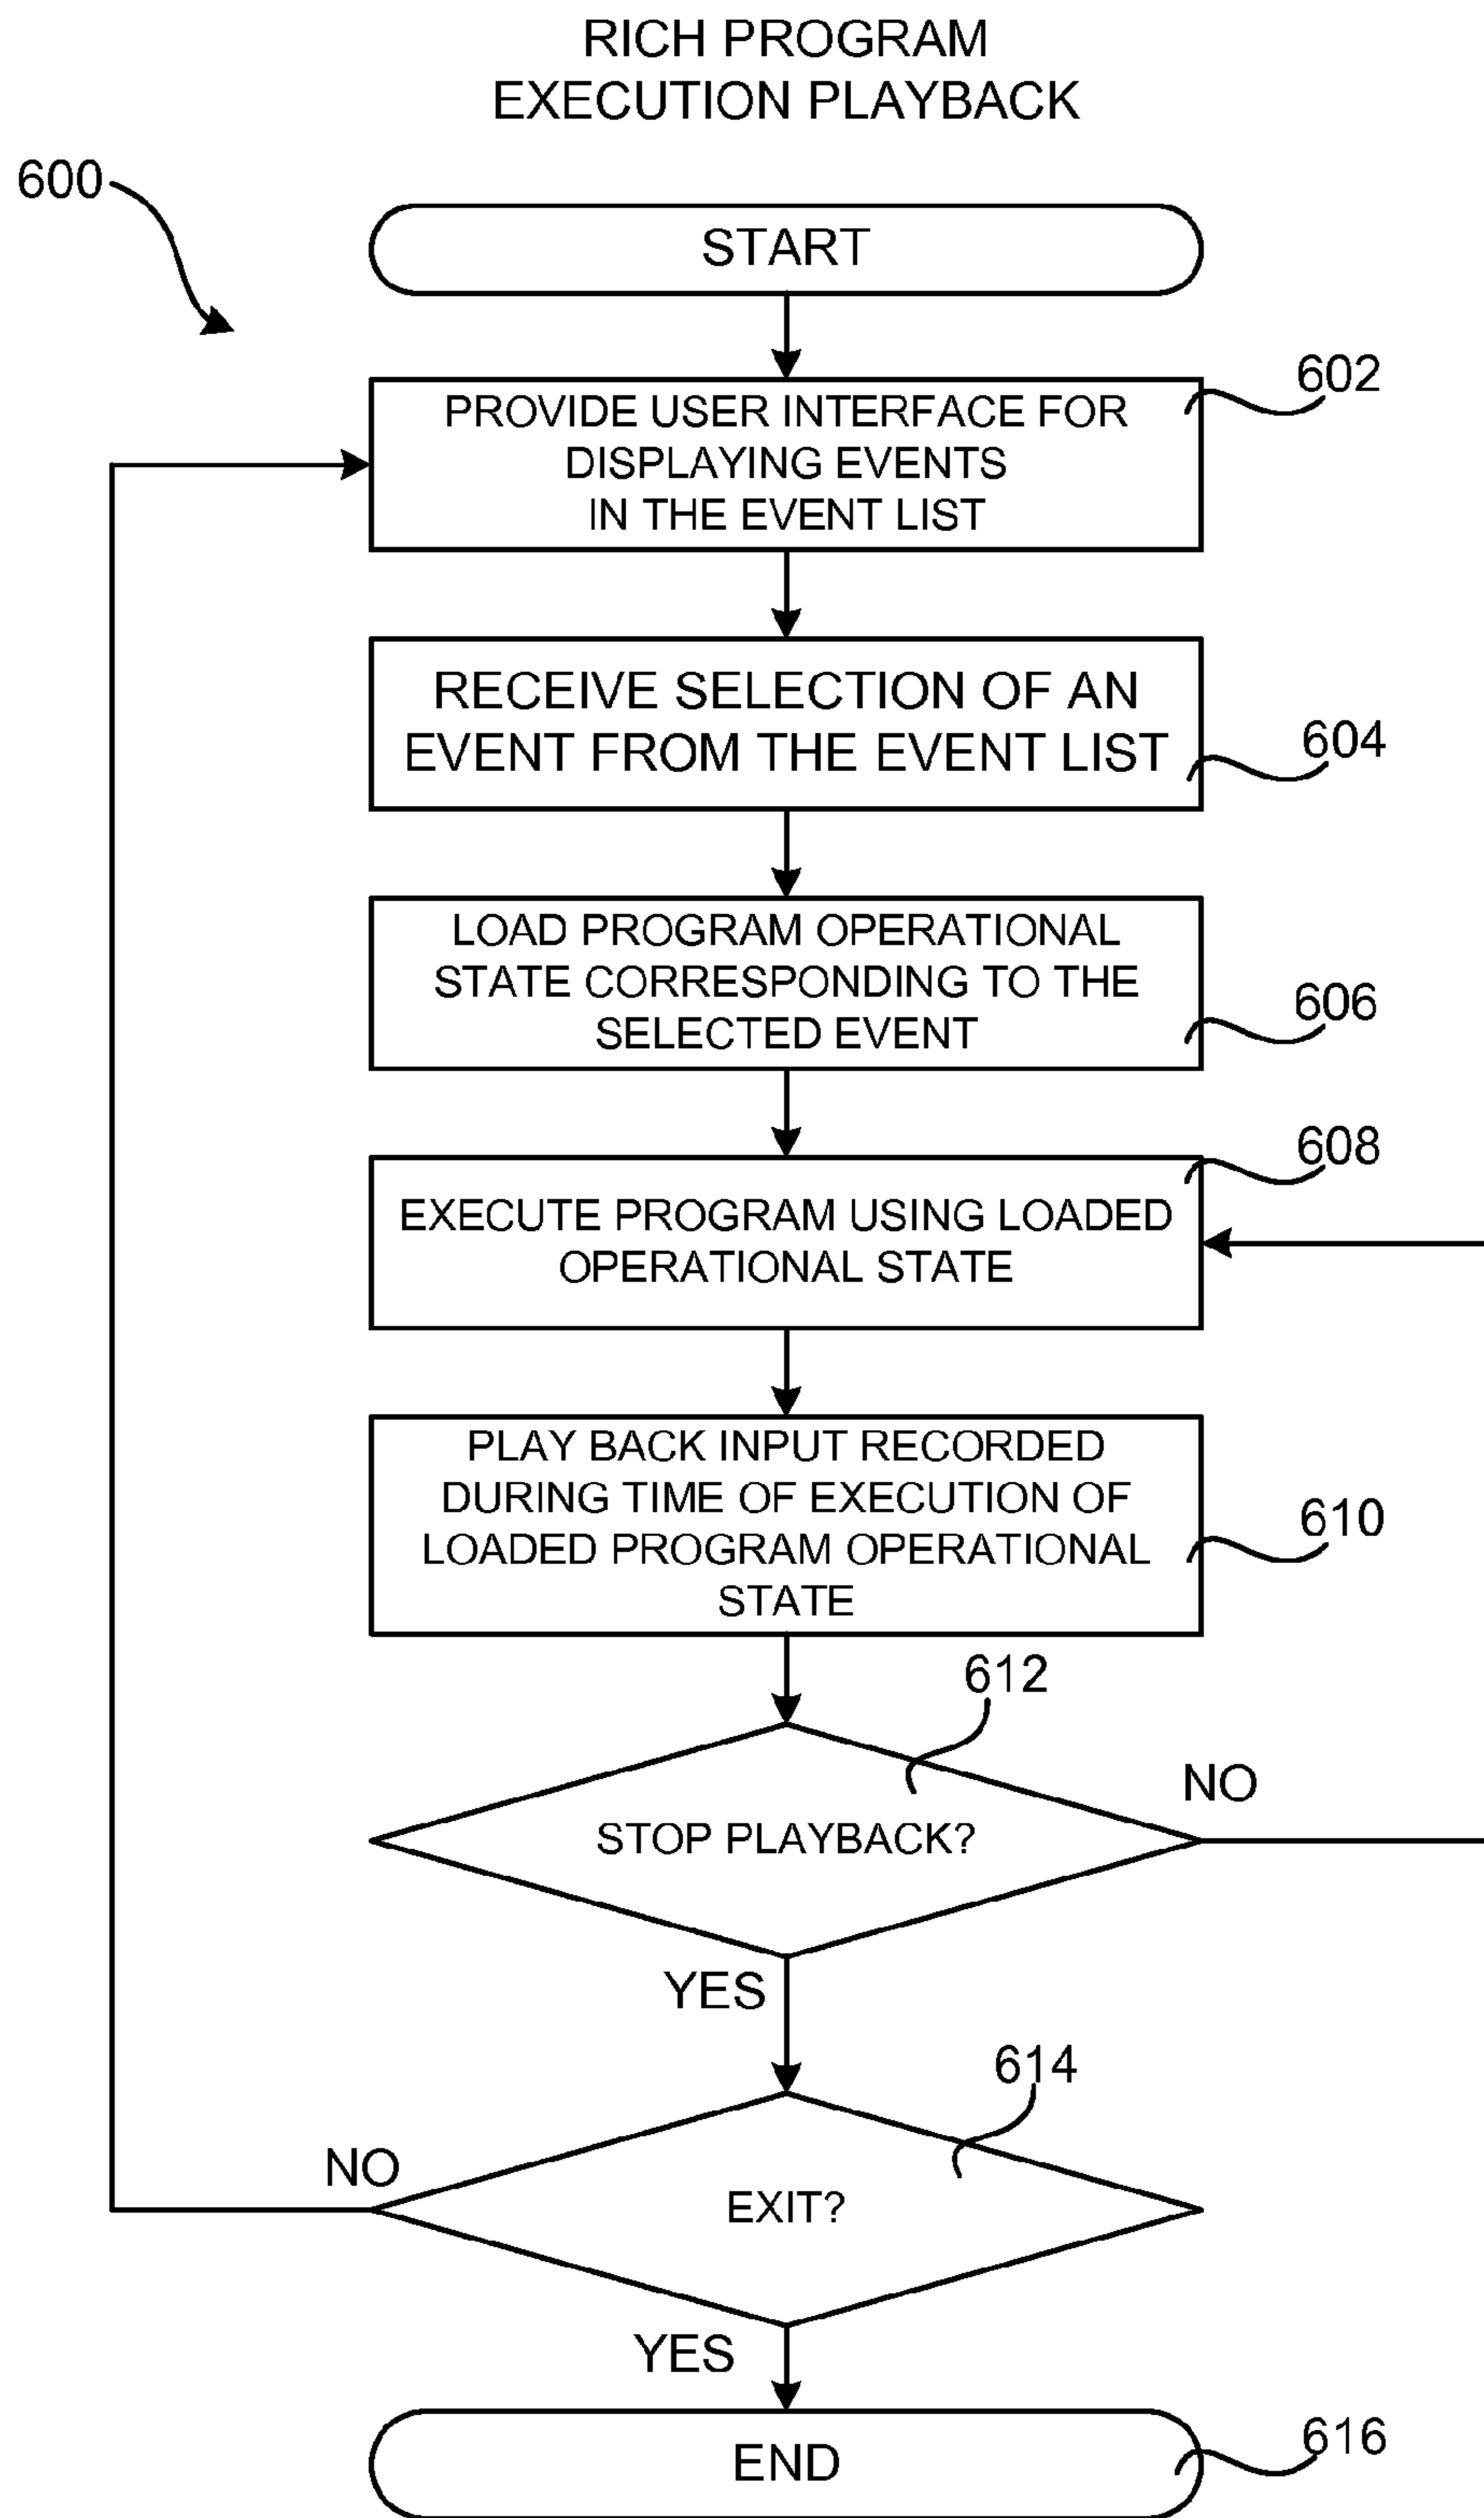 RICH PROGRAM
EXECUTION PLAYBACK
600
START
602
PROVIDE USER INTERFACE FOR
DISPLAYING EVENTS
IN THE EVENT LIST
RECEIVE SELECTION OF AN
EVENT FROM THE EVENT LIST
604
LOAD PROGRAM OPERATIONAL
STATE CORRESPONDING TO THE
SELECTED EVENT
606
608
EXECUTE PROGRAM USING LOADED
OPERATIONAL STATE
PLAY BACK INPUT RECORDED
DURING TIME OF EXECUTION OF
LOADED PROGRAM OPERATIONAL
STATE
610
612
NO
STOP PLAYBACK?
YES
614
NO
EXIT?
YES
END
616